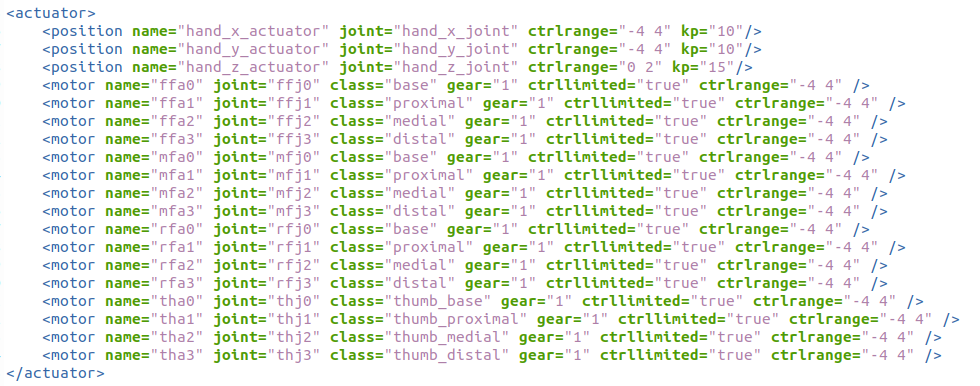 <actuator>
    <position name="hand_x_actuator" joint="hand_x_joint" ctrlrange="-4 4" kp="10"/>
    <position name="hand_y_actuator" joint="hand_y_joint" ctrlrange="-4 4" kp="10"/>
    <position name="hand_z_actuator" joint="hand_z_joint" ctrlrange="0 2" kp="15"/>
    <motor name="ffa0" joint="ffj0" class="base" gear="1" ctrllimited="true" ctrlrange="-4 4" />
    <motor name="ffa1" joint="ffj1" class="proximal" gear="1" ctrllimited="true" ctrlrange="-4 4" />
    <motor name="ffa2" joint="ffj2" class="medial" gear="1" ctrllimited="true" ctrlrange="-4 4" />
    <motor name="ffa3" joint="ffj3" class="distal" gear="1" ctrllimited="true" ctrlrange="-4 4" />
    <motor name="mfa0" joint="mfj0" class="base" gear="1" ctrllimited="true" ctrlrange="-4 4" />
    <motor name="mfa1" joint="mfj1" class="proximal" gear="1" ctrllimited="true" ctrlrange="-4 4" />
    <motor name="mfa2" joint="mfj2" class="medial" gear="1" ctrllimited="true" ctrlrange="-4 4" />
    <motor name="mfa3" joint="mfj3" class="distal" gear="1" ctrllimited="true" ctrlrange="-4 4" />
    <motor name="rfa0" joint="rfj0" class="base" gear="1" ctrllimited="true" ctrlrange="-4 4" />
    <motor name="rfa1" joint="rfj1" class="proximal" gear="1" ctrllimited="true" ctrlrange="-4 4" />
    <motor name="rfa2" joint="rfj2" class="medial" gear="1" ctrllimited="true" ctrlrange="-4 4" />
    <motor name="rfa3" joint="rfj3" class="distal" gear="1" ctrllimited="true" ctrlrange="-4 4" />
    <motor name="tha0" joint="thj0" class="thumb_base" gear="1" ctrllimited="true" ctrlrange="-4 4" />
    <motor name="tha1" joint="thj1" class="thumb_proximal" gear="1" ctrllimited="true" ctrlrange="-4 4" />
    <motor name="tha2" joint="thj2" class="thumb_medial" gear="1" ctrllimited="true" ctrlrange="-4 4" />
    <motor name="tha3" joint="thj3" class="thumb_distal" gear="1" ctrllimited="true" ctrlrange="-4 4" />
</actuator>